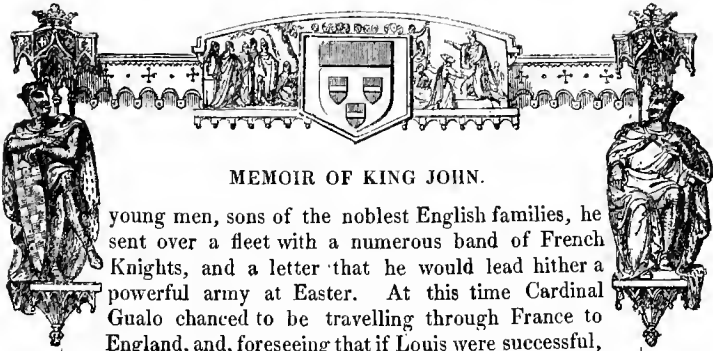 MEMOIR OF KING JOHN.
young men, sons of the noblest English families, he
sent over a fleet with a numerous band of French
Knights, and a letter that he would lead hither a
powerful army at Easter. At this time Cardinal
Gualo chanced to be travelling through France to
England, and, foreseeing that if Louis were successful,